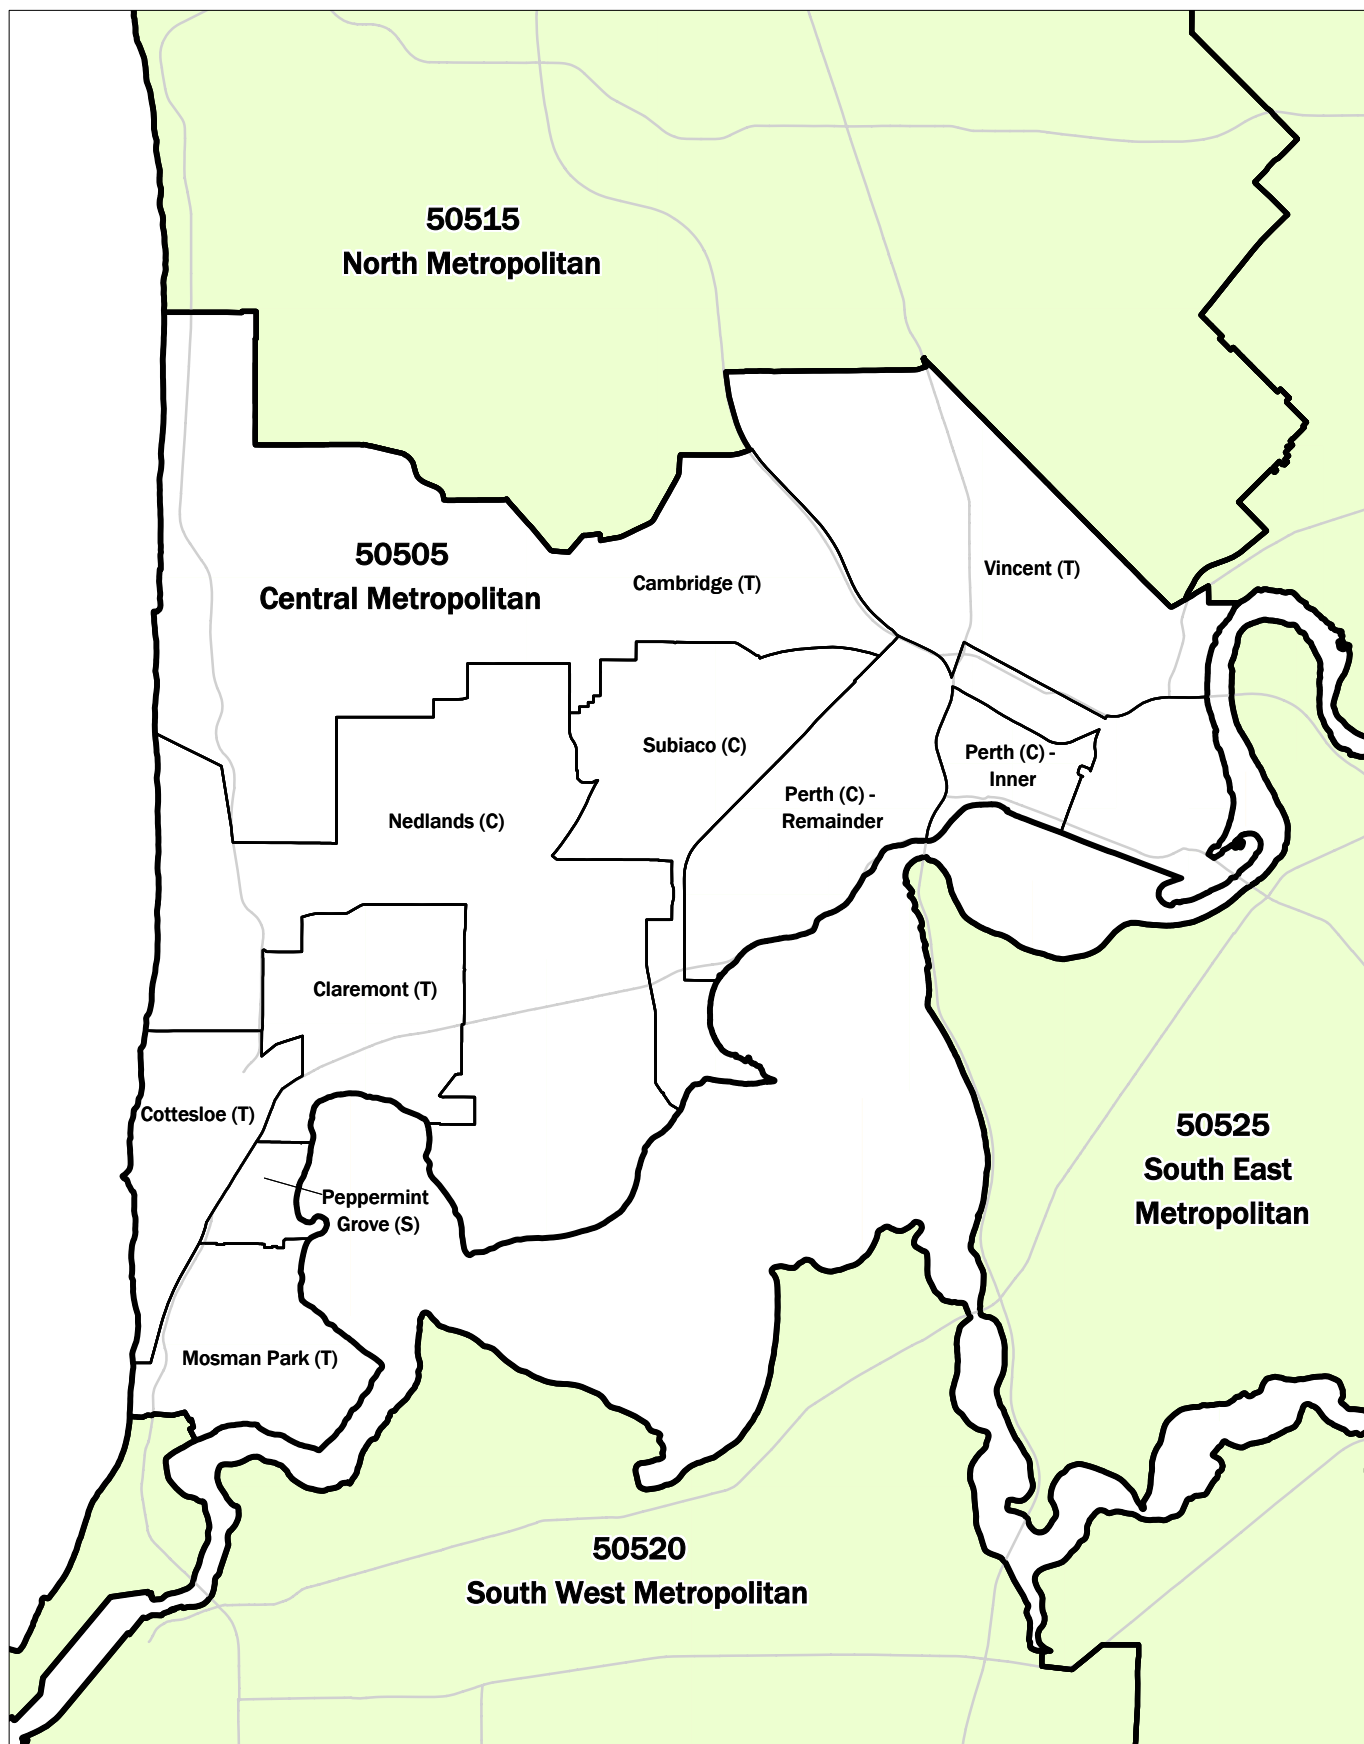 50515
North Metropolitan
50505
Central Metropolitan
Cambridge (T)
Vincent (T)
Subiaco (C)
Perth (C) -
Inner
Nedlands (C)
Perth (C) -
Remainder
Claremont (T)
Cottesloe (T)
50525
South East
Metropolitan
Peppermint
Grove (S)
Mosman Park (T)
50520
South West Metropolitan